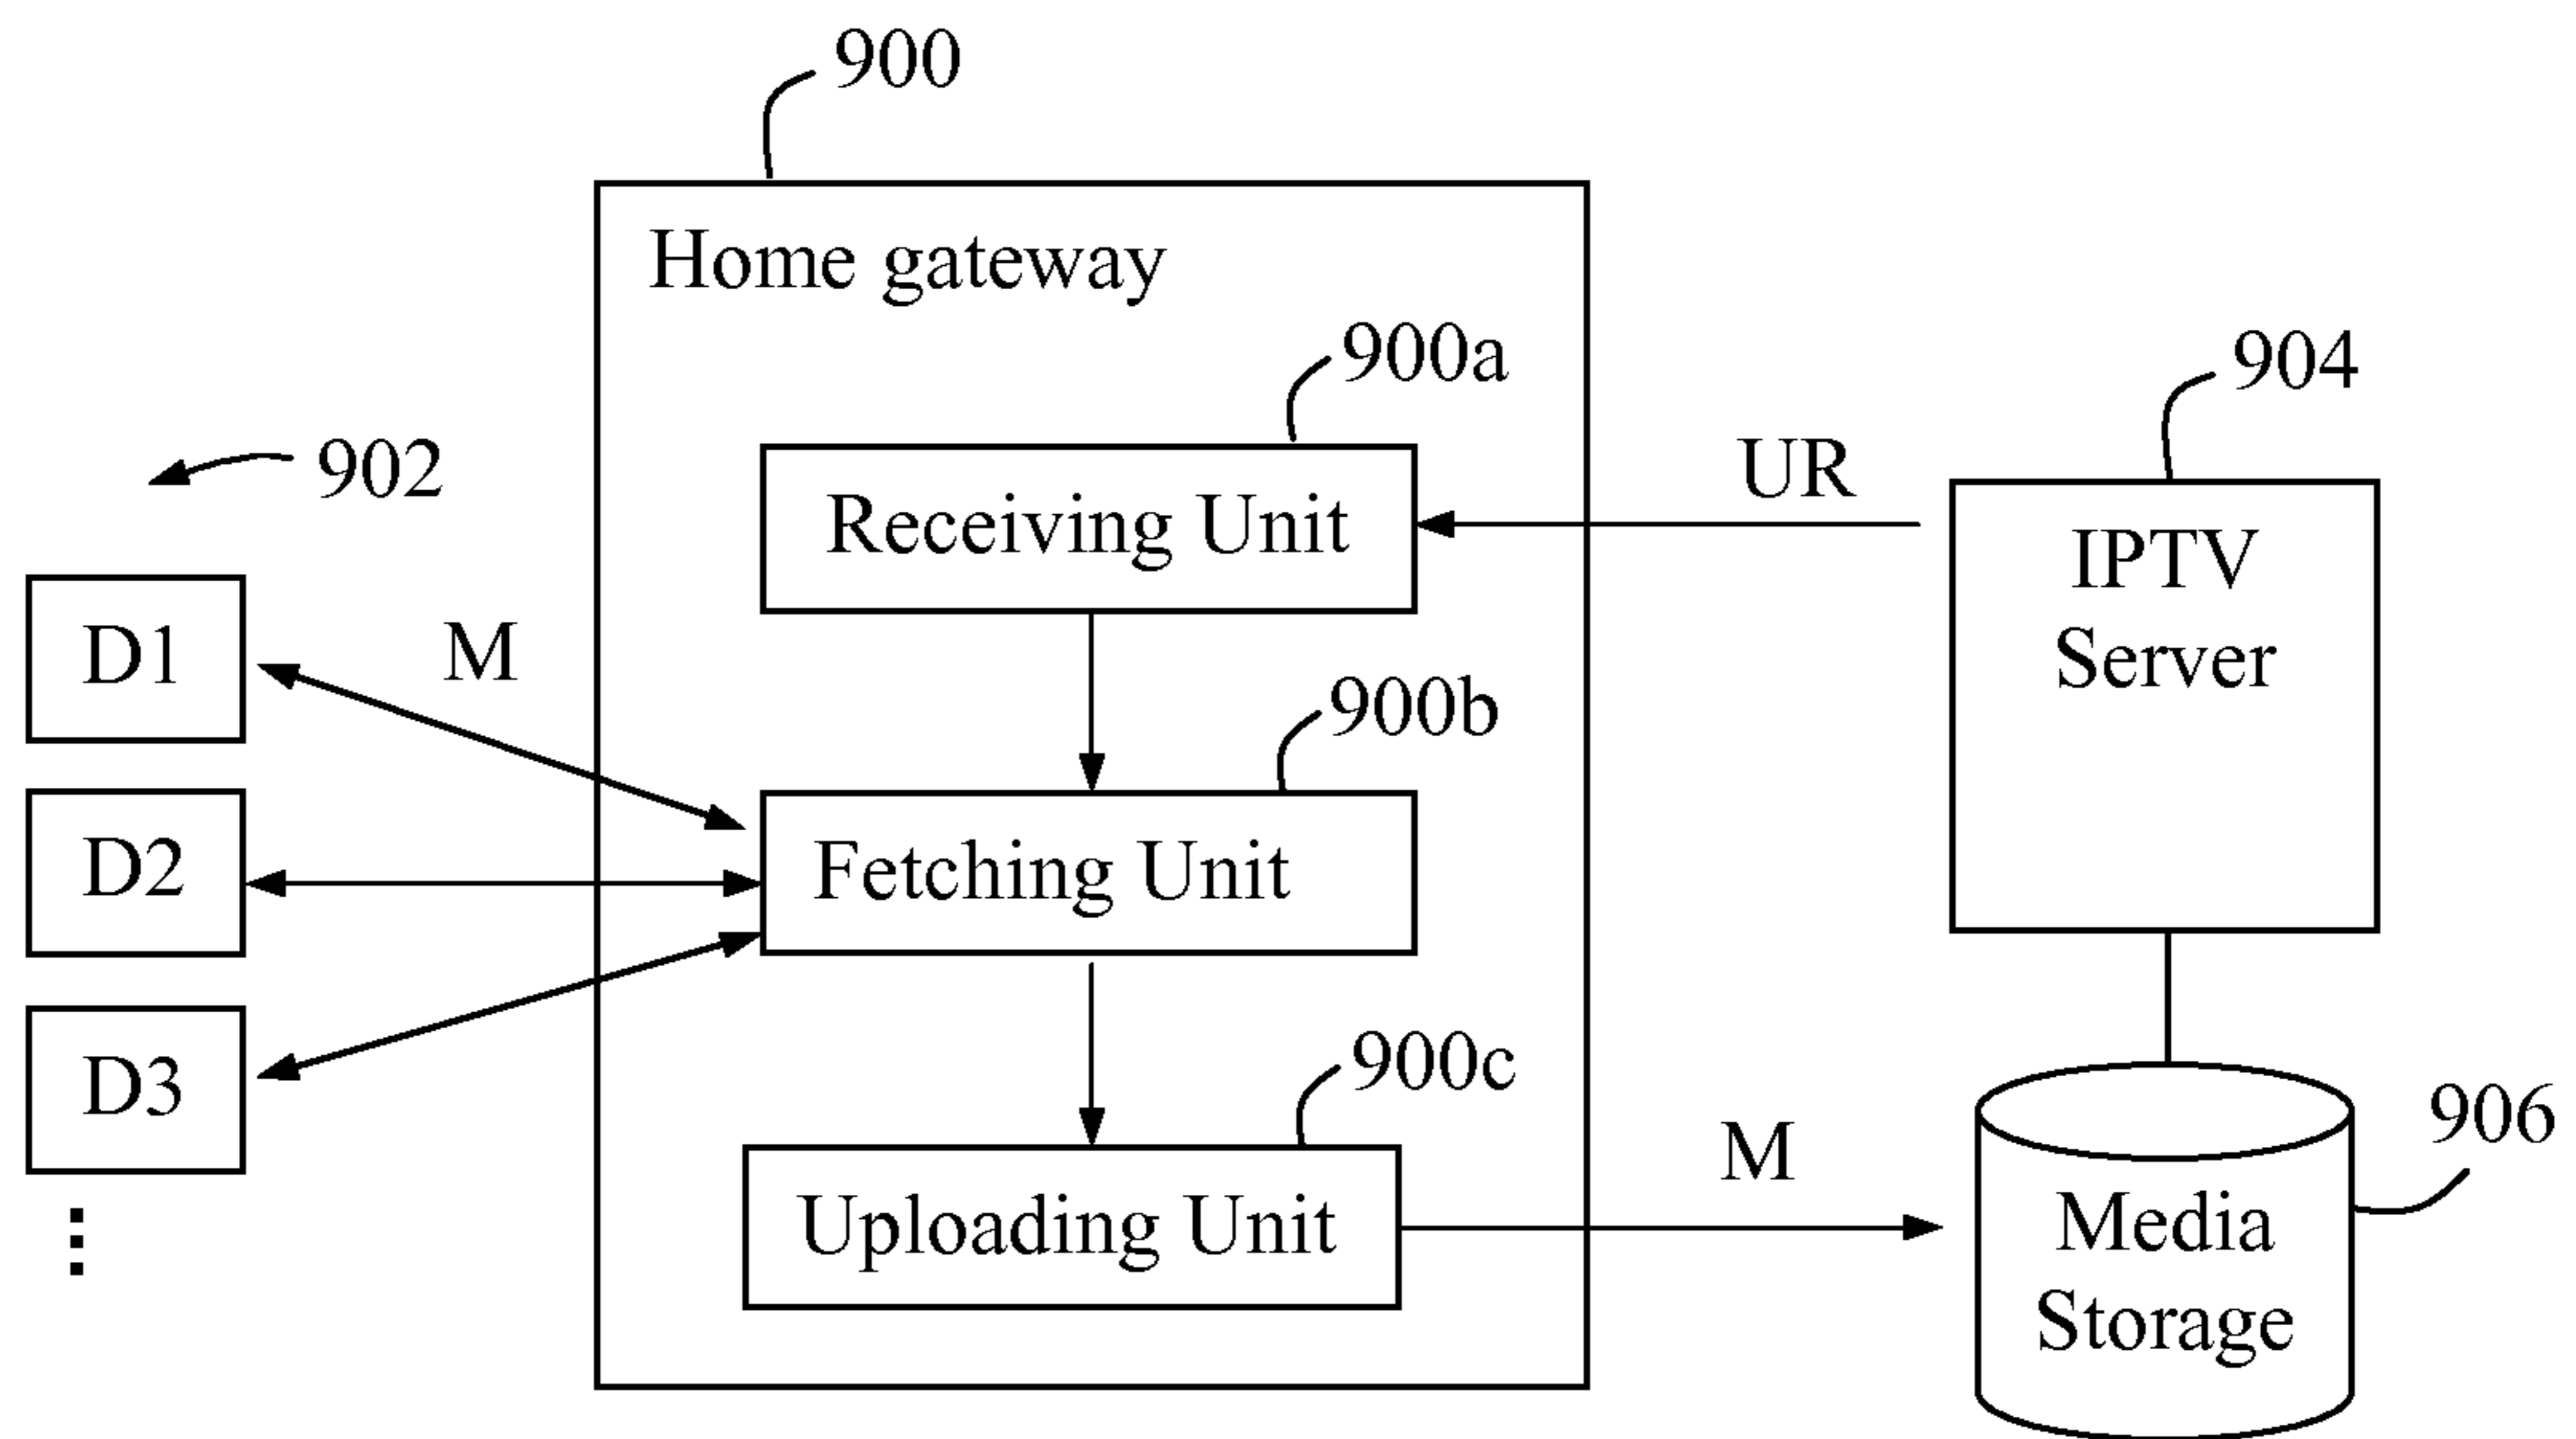 900
Home gateway
900a
904
902
UR
Receiving Unit
IPTV
Server
D1
M
900b
D2
Fetching Unit
900c
D3
M
906
Uploading Unit
Media
Storage